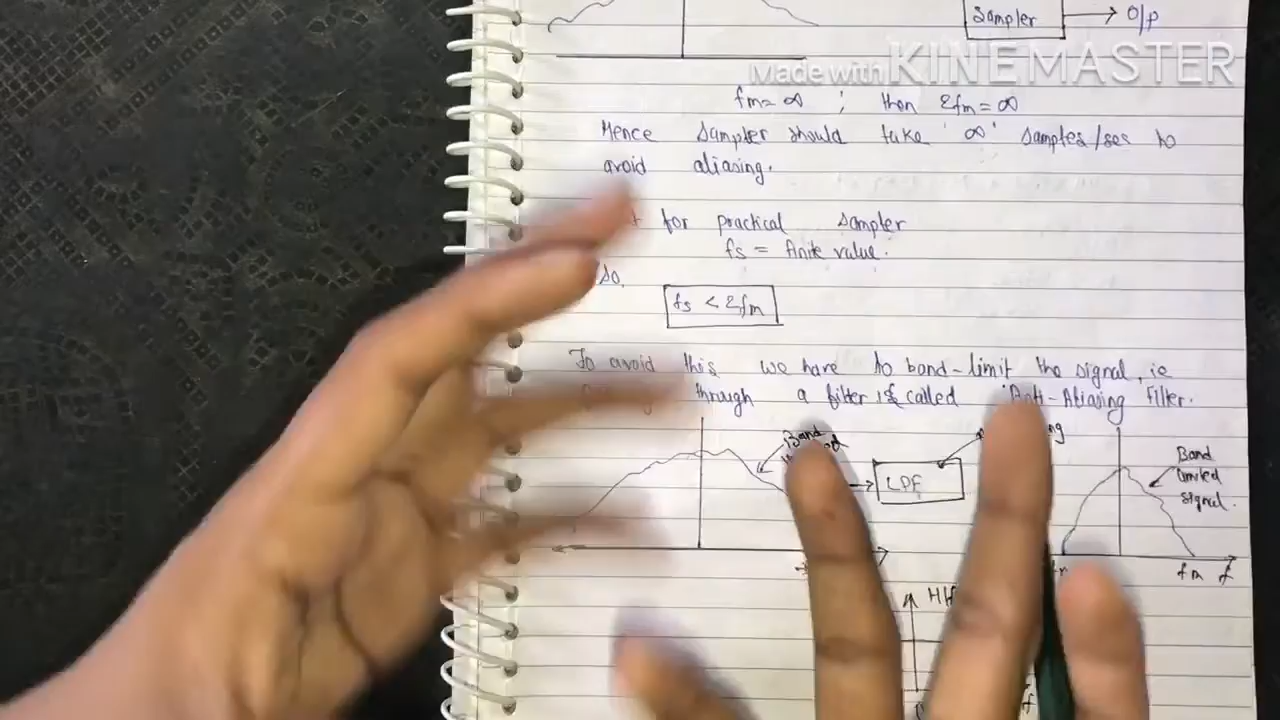 Sampler → O/P
Made with KINEMASTER
fm = ∞ ; then 2fm = ∞
Hence Sampler should take '∞' samples/sec to
avoid aliasing.
for practical sampler
fs = finite value.
So,
fs < 2fm
To avoid this we have to band-limit the signal, ie
through a filter is called 'Anti-Aliasing Filter.
Band
LPF
Band
limited
signal.
fm f